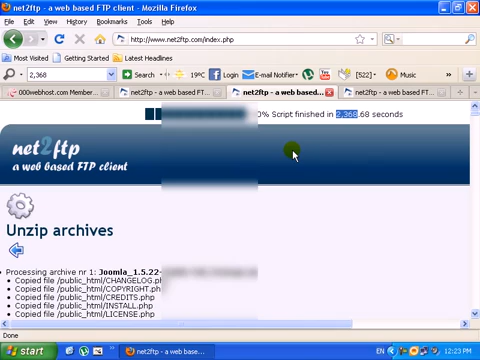 net2ftp - a web based FTP client - Mozilla Firefox
File Edit View History Bookmarks Tools Help
http://www.net2ftp.com/index.php
Most Visited Getting Started Latest Headlines
2,368 Search 19ºC Login E-mail Notifier [522] Music
000webhost.com Member... net2ftp - a web based FT... net2ftp - a web based... net2ftp - a web based FT...
0% Script finished in 2,368.68 seconds
net2ftp
a web based FTP client
Unzip archives
Processing archive nr 1: Joomla_1.5.22-
Copied file /public_html/CHANGELOG.p
Copied file /public_html/COPYRIGHT.p
Copied file /public_html/CREDITS.php
Copied file /public_html/INSTALL.php
Copied file /public_html/LICENSE.php
Done
start net2ftp - a web bas... EN 12:23 PM